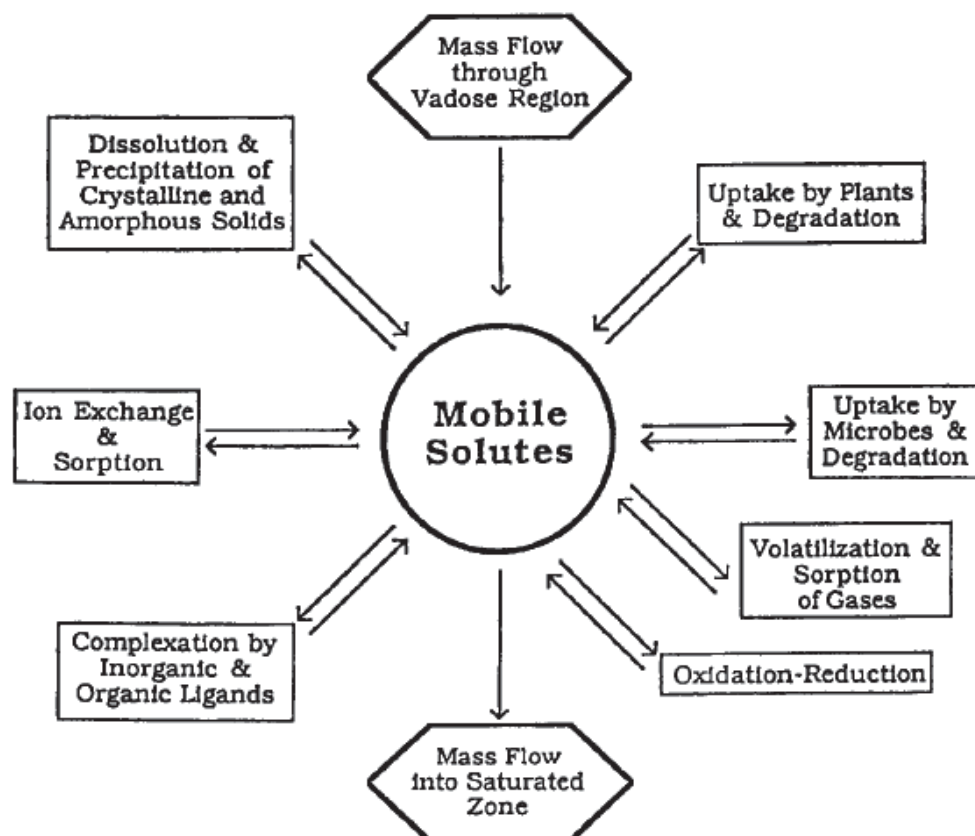 Mass Flow
through
Vadose Region
Dissolution &
Precipitation of
Crystalline and
Amorphous Solids
Uptake by Plants
& Degradation
Ion Exchange
&
Sorption
Mobile
Solutes
Uptake by
Microbes &
Degradation
Volatilization &
Sorption
of Gases
Complexation by
Inorganic &
Organic Ligands
Oxidation-Reduction
Mass Flow
into Saturated
Zone